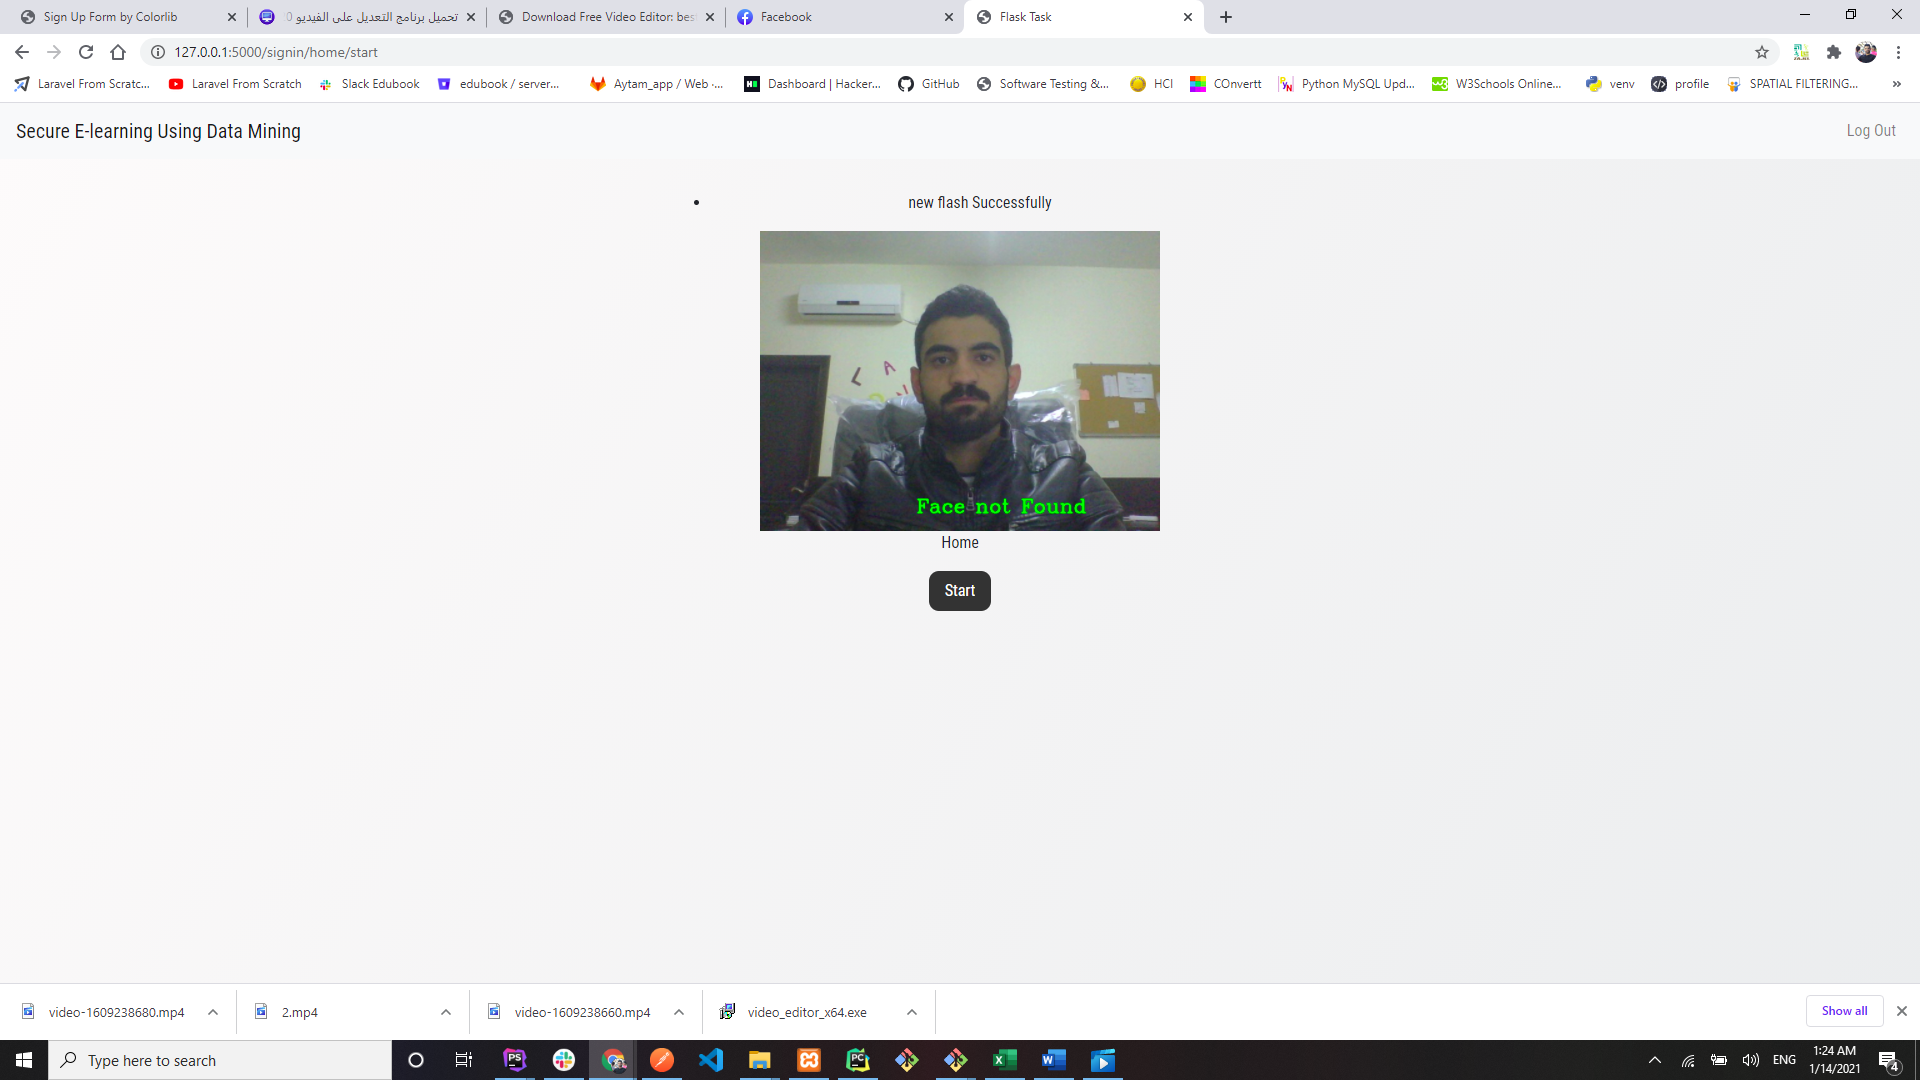 Sign Up Form by Colorlib
تحميل برنامج التعديل على الفيديو
Download Free Video Editor: bes
Facebook
Flask Task
127.0.0.1:5000/signin/home/start
Laravel From Scratc...
Laravel From Scratch
Slack Edubook
edubook / server...
Aytam_app / Web -...
Dashboard | Hacker...
GitHub
Software Testing &...
HCI
COnvertt
Python MySQL Upd...
W3Schools Online...
venv
profile
SPATIAL FILTERING...
»
Secure E-learning Using Data Mining
Log Out
new flash Successfully
L A
Face not Found
Home
Start
video-1609238680.mp4
2.mp4
video-1609238660.mp4
video_editor_x64.exe
Show all
Type here to search
ENG
1:24 AM
1/14/2021
4